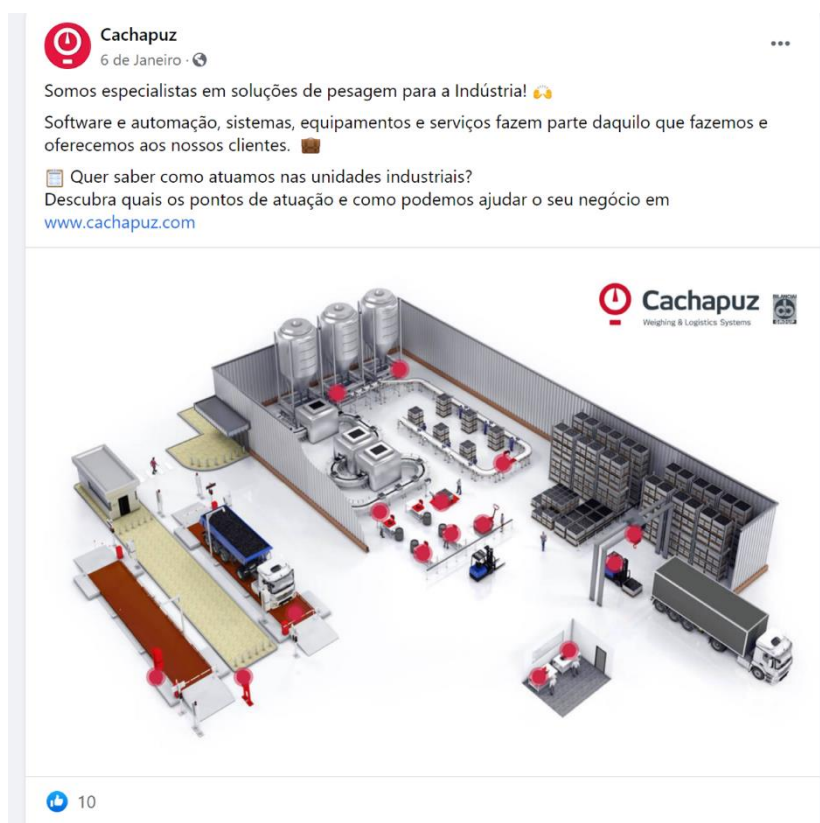 Cachapuz
6 de Janeiro
Somos especialistas em soluções de pesagem para a Indústria! 🙌
Software e automação, sistemas, equipamentos e serviços fazem parte daquilo que fazemos e
oferecemos aos nossos clientes. 💼
📋 Quer saber como atuamos nas unidades industriais?
Descubra quais os pontos de atuação e como podemos ajudar o seu negócio em
www.cachapuz.com
Cachapuz
Weighing & Logistics Systems
GROUP
10